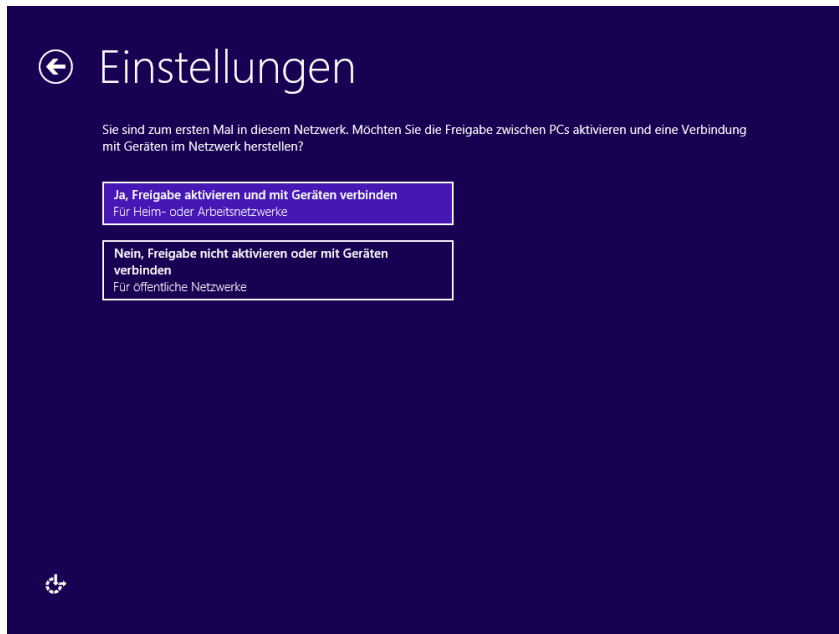 Einstellungen
Sie sind zum ersten Mal in diesem Netzwerk. Möchten Sie die Freigabe zwischen PCs aktivieren und eine Verbindung
mit Geräten im Netzwerk herstellen?
Ja, Freigabe aktivieren und mit Geräten verbinden
Für Heim- oder Arbeitsnetzwerke
Nein, Freigabe nicht aktivieren oder mit Geräten
verbinden
Für öffentliche Netzwerke